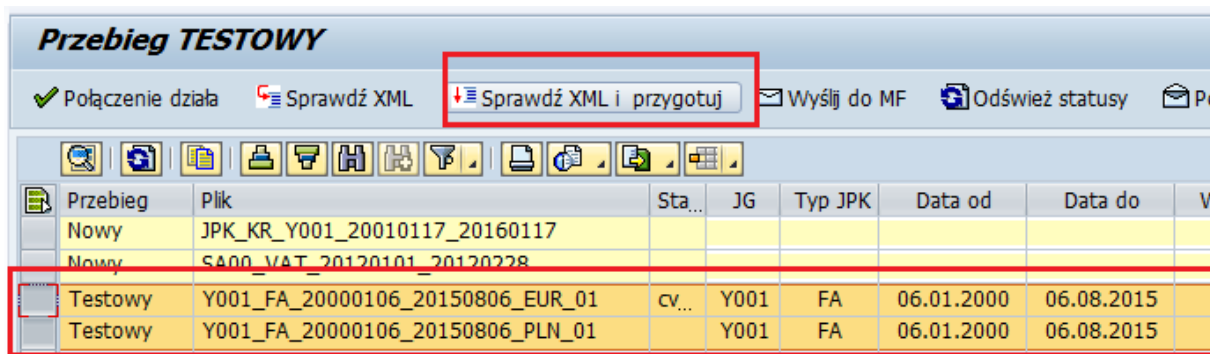 Przebieg TESTOWY
Połączenie działa Sprawdź XML Sprawdź XML i przygotuj Wyślij do MF Odśwież statusy
Przebieg Plik Sta... JG Typ JPK Data od Data do
Nowy JPK_KR_Y001_20010117_20160117
Nowy SA00_VAT_20120101_20120228
Testowy Y001_FA_20000106_20150806_EUR_01 cv... Y001 FA 06.01.2000 06.08.2015
Testowy Y001_FA_20000106_20150806_PLN_01 Y001 FA 06.01.2000 06.08.2015